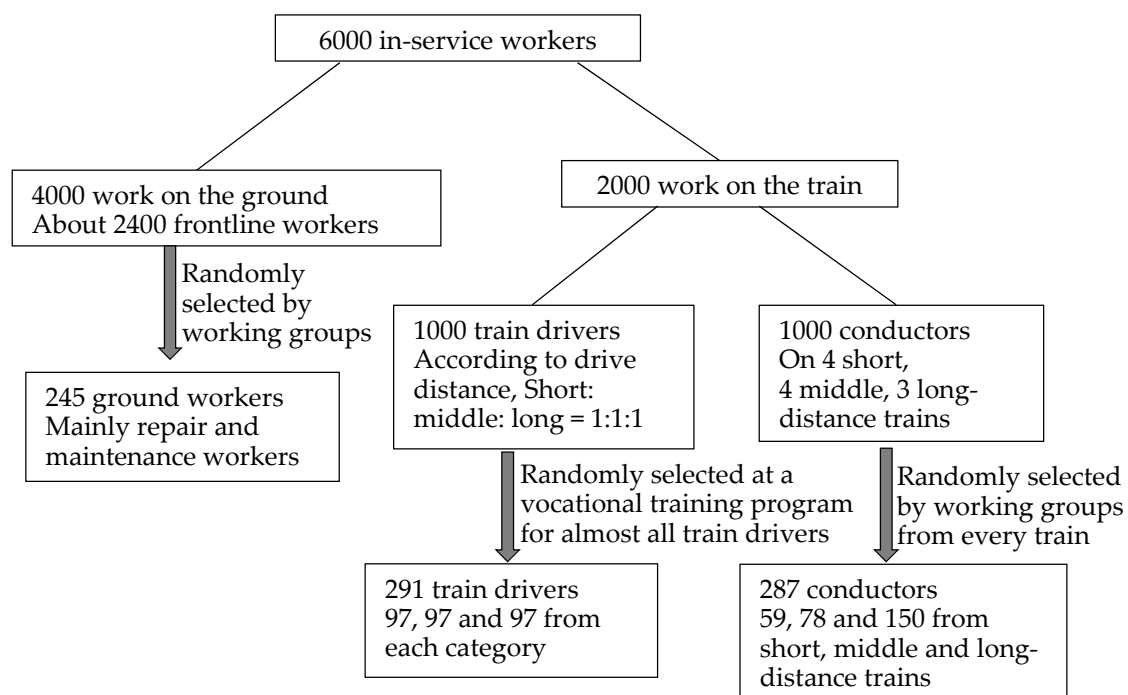 6000 in-service workers
4000 work on the ground
About 2400 frontline workers
2000 work on the train
Randomly
selected by
working groups
1000 train drivers
According to drive
distance, Short:
middle: long = 1:1:1
1000 conductors
On 4 short,
4 middle, 3 long-
distance trains
245 ground workers
Mainly repair and
maintenance workers
Randomly selected at a
vocational training program
for almost all train drivers
Randomly selected
by working groups
from every train
291 train drivers
97, 97 and 97 from
each category
287 conductors
59, 78 and 150 from
short, middle and long-
distance trains